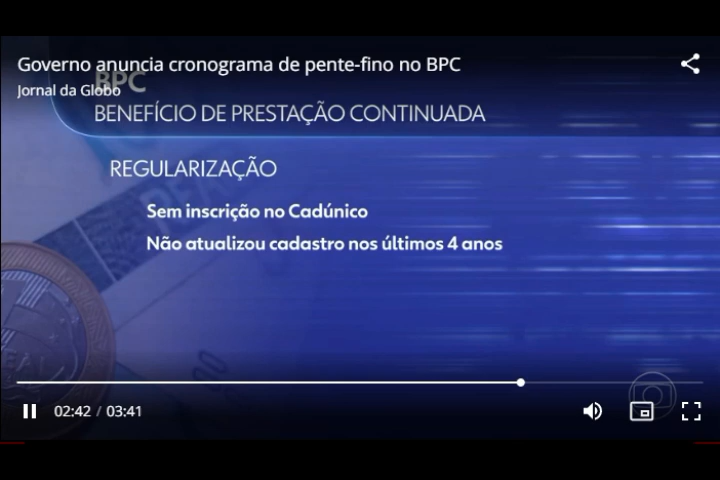 Governo anuncia cronograma de pente-fino no BPC
BPC
Jornal da Globo
BENEFÍCIO DE PRESTAÇÃO CONTINUADA
REGULARIZAÇÃO
Sem inscrição no Cadúnico
Não atualizou cadastro nos últimos 4 anos
02:42 / 03:41